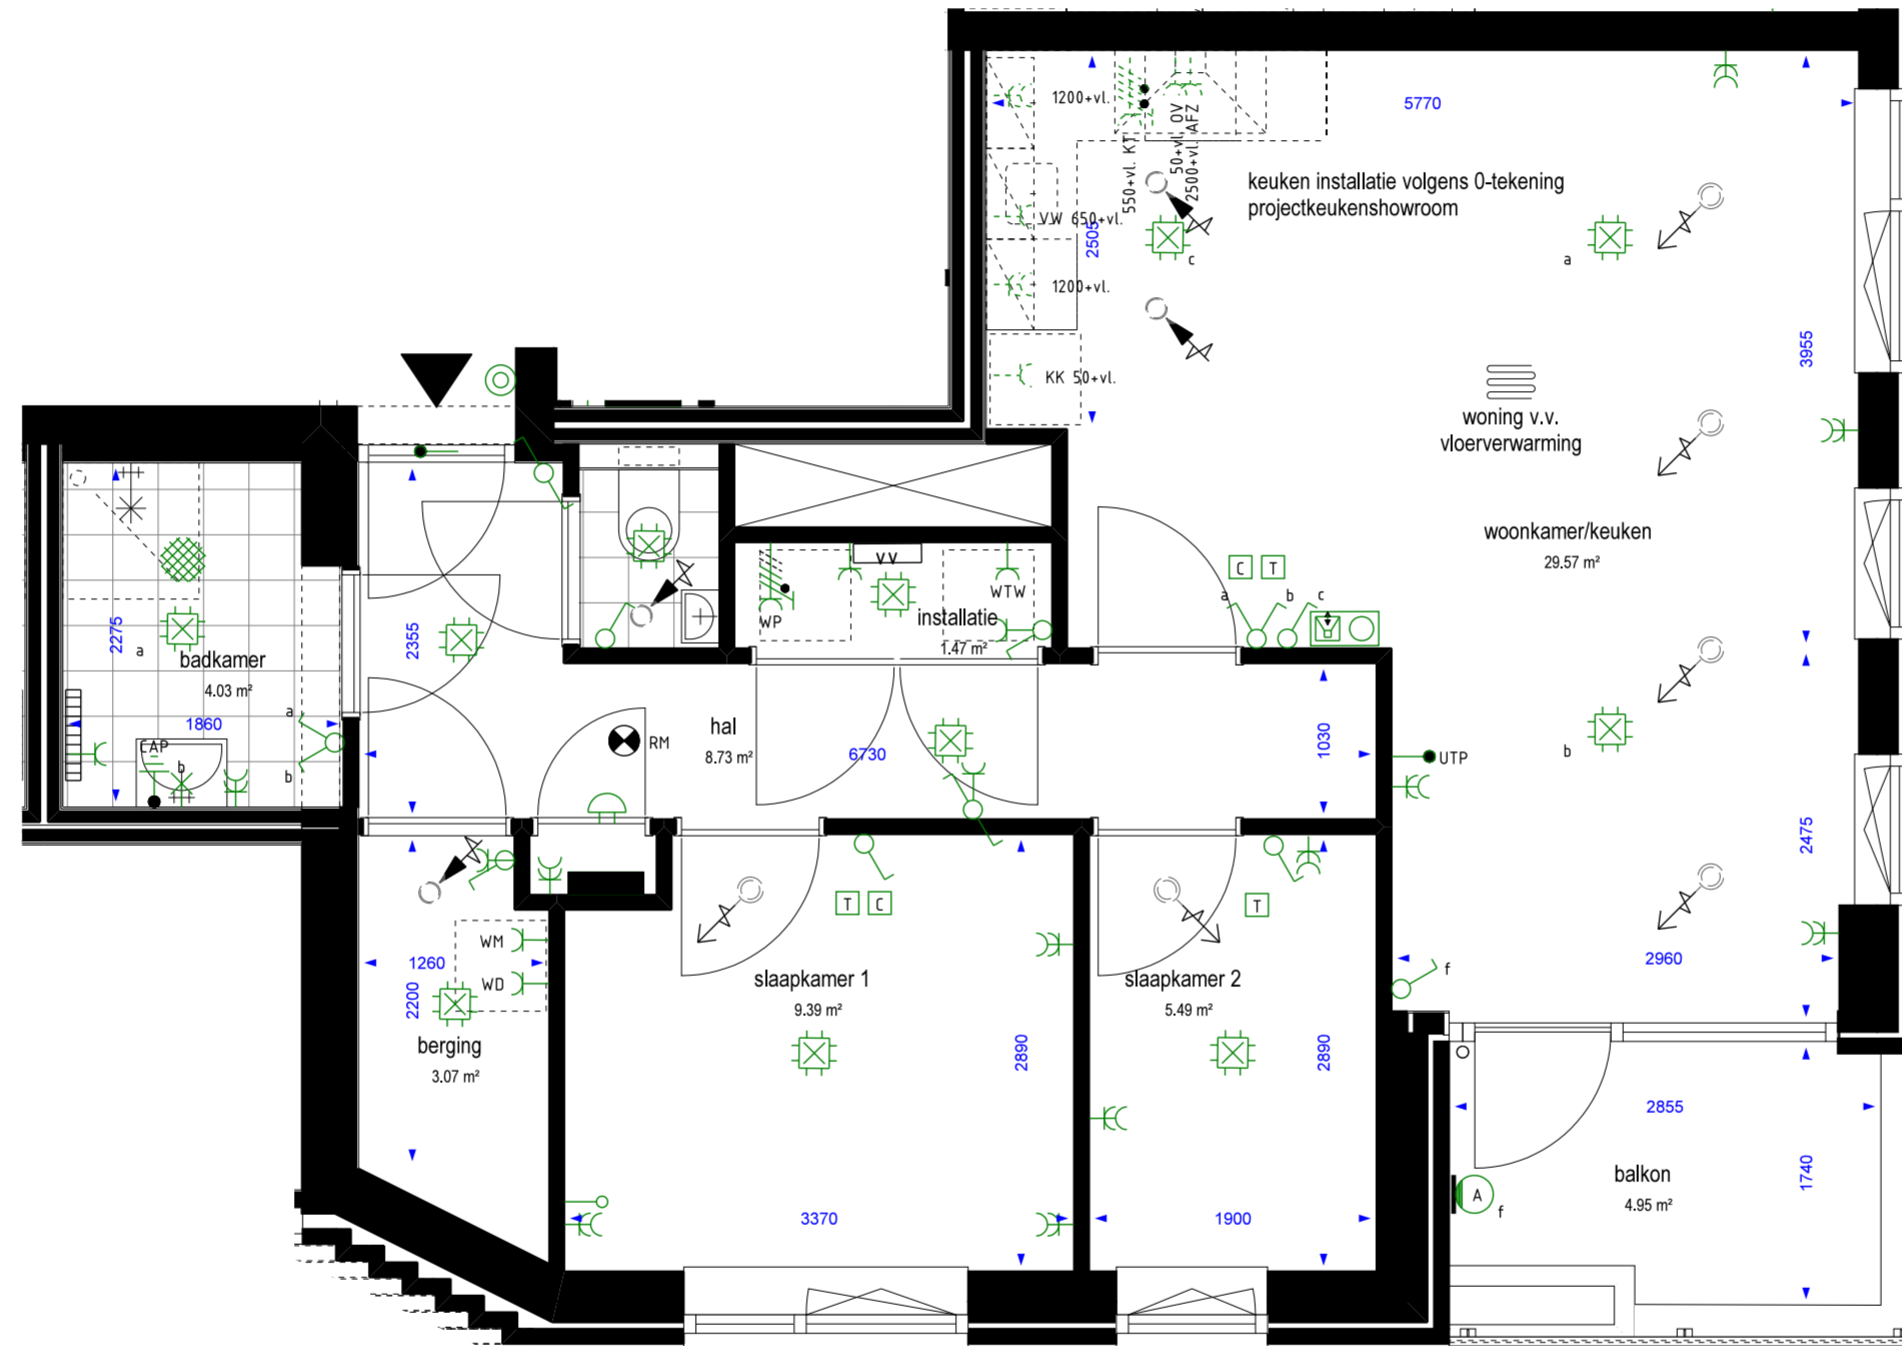 1200+vl.
5770
550+vl. KT
50+vl. OV
2500+vl. AFZ
keuken installatie volgens 0-tekening
projectkeukenshowroom
VW 650+vl.
2505
c
a
1200+vl.
3955
KK 50+vl.
woning v.v.
vloerverwarming
woonkamer/keuken
29.57 m²
C
T
a
b
c
VV
WTW
WP
installatie
1.47 m²
2275
2355
a
badkamer
4.03 m²
1860
a
CAP
b
b
hal
8.73 m²
RM
6730
1030
UTP
b
2475
T
C
T
WM
WD
1260
2200
berging
3.07 m²
slaapkamer 1
9.39 m²
2890
slaapkamer 2
5.49 m²
2890
2960
f
3370
1900
2855
1740
balkon
4.95 m²
A
f